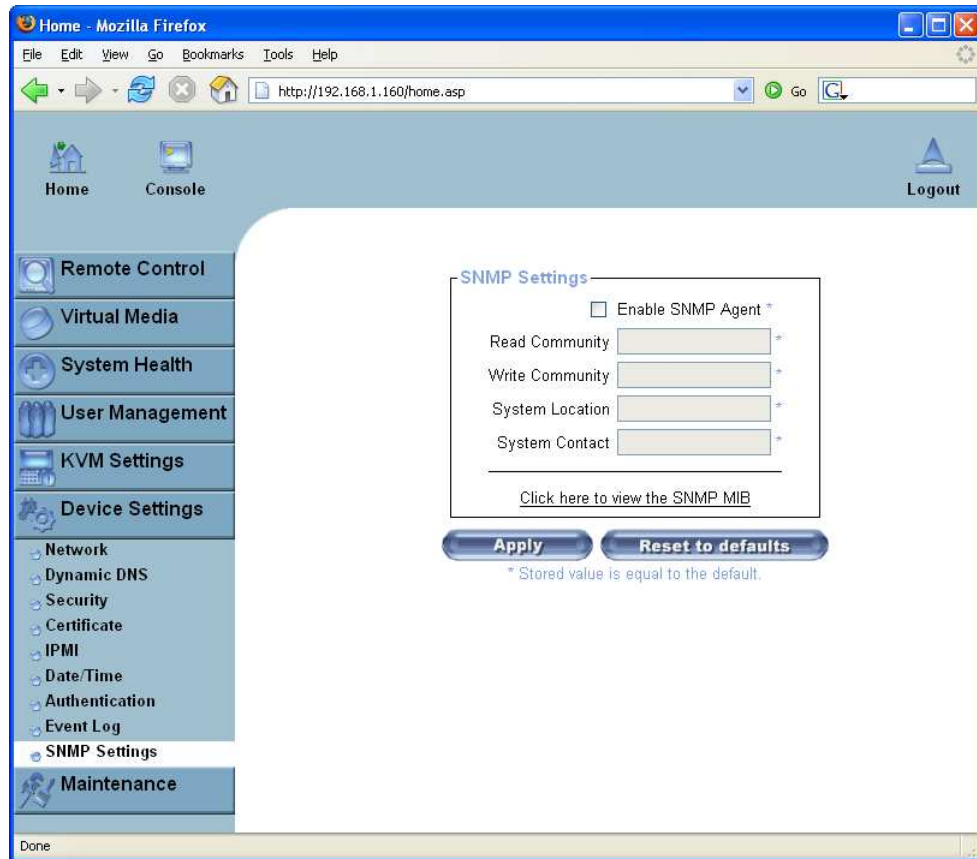 Home - Mozilla Firefox
File Edit View Go Bookmarks Tools Help
http://192.168.1.160/home.asp
Go
G
Home
Console
Logout
Remote Control
Virtual Media
System Health
User Management
KVM Settings
Device Settings
Network
Dynamic DNS
Security
Certificate
IPMI
Date/Time
Authentication
Event Log
SNMP Settings
Maintenance
SNMP Settings
Enable SNMP Agent *
Read Community *
Write Community *
System Location *
System Contact *
Click here to view the SNMP MIB
Apply
Reset to defaults
* Stored value is equal to the default.
Done